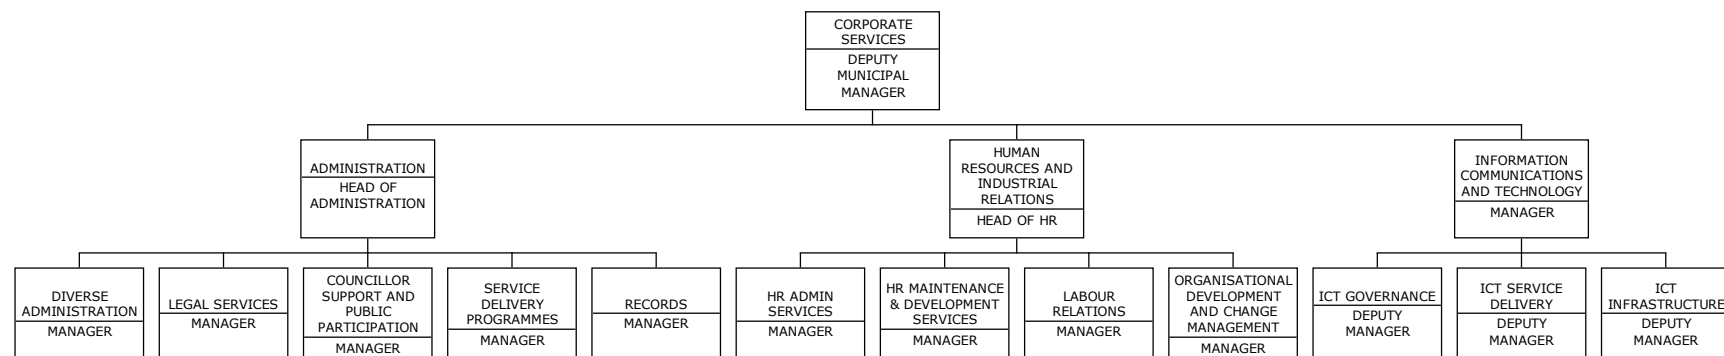 CORPORATE
SERVICES
DEPUTY
MUNICIPAL
MANAGER
ADMINISTRATION
HEAD OF
ADMINISTRATION
HUMAN
RESOURCES AND
INDUSTRIAL
RELATIONS
HEAD OF HR
INFORMATION
COMMUNICATIONS
AND TECHNOLOGY
MANAGER
DIVERSE
ADMINISTRATION
MANAGER
LEGAL SERVICES
MANAGER
COUNCILLOR
SUPPORT AND
PUBLIC
PARTICIPATION
MANAGER
SERVICE
DELIVERY
PROGRAMMES
MANAGER
RECORDS
MANAGER
HR ADMIN
SERVICES
MANAGER
HR MAINTENANCE
& DEVELOPMENT
SERVICES
MANAGER
LABOUR
RELATIONS
MANAGER
ORGANISATIONAL
DEVELOPMENT
AND CHANGE
MANAGEMENT
MANAGER
ICT GOVERNANCE
DEPUTY
MANAGER
ICT SERVICE
DELIVERY
DEPUTY
MANAGER
ICT
INFRASTRUCTURE
DEPUTY
MANAGER